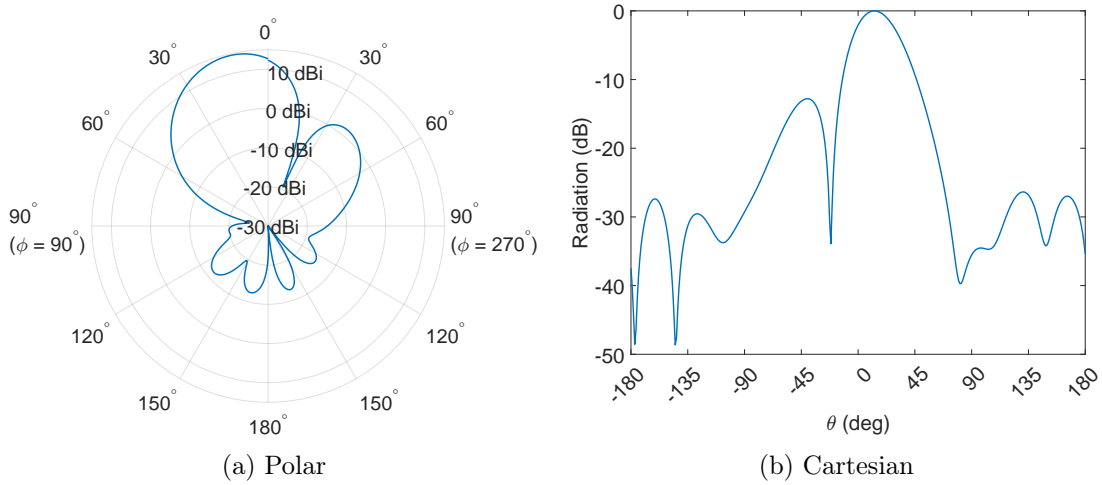 0°
30°
30°
60°
60°
90°
(ϕ = 90°)
90°
(ϕ = 270°)
120°
120°
150°
150°
180°
10 dBi
0 dBi
-10 dBi
-20 dBi
-30 dBi
(a) Polar
Radiation (dB)
0
-10
-20
-30
-40
-50
-180
-135
-90
-45
0
45
90
135
180
θ (deg)
(b) Cartesian